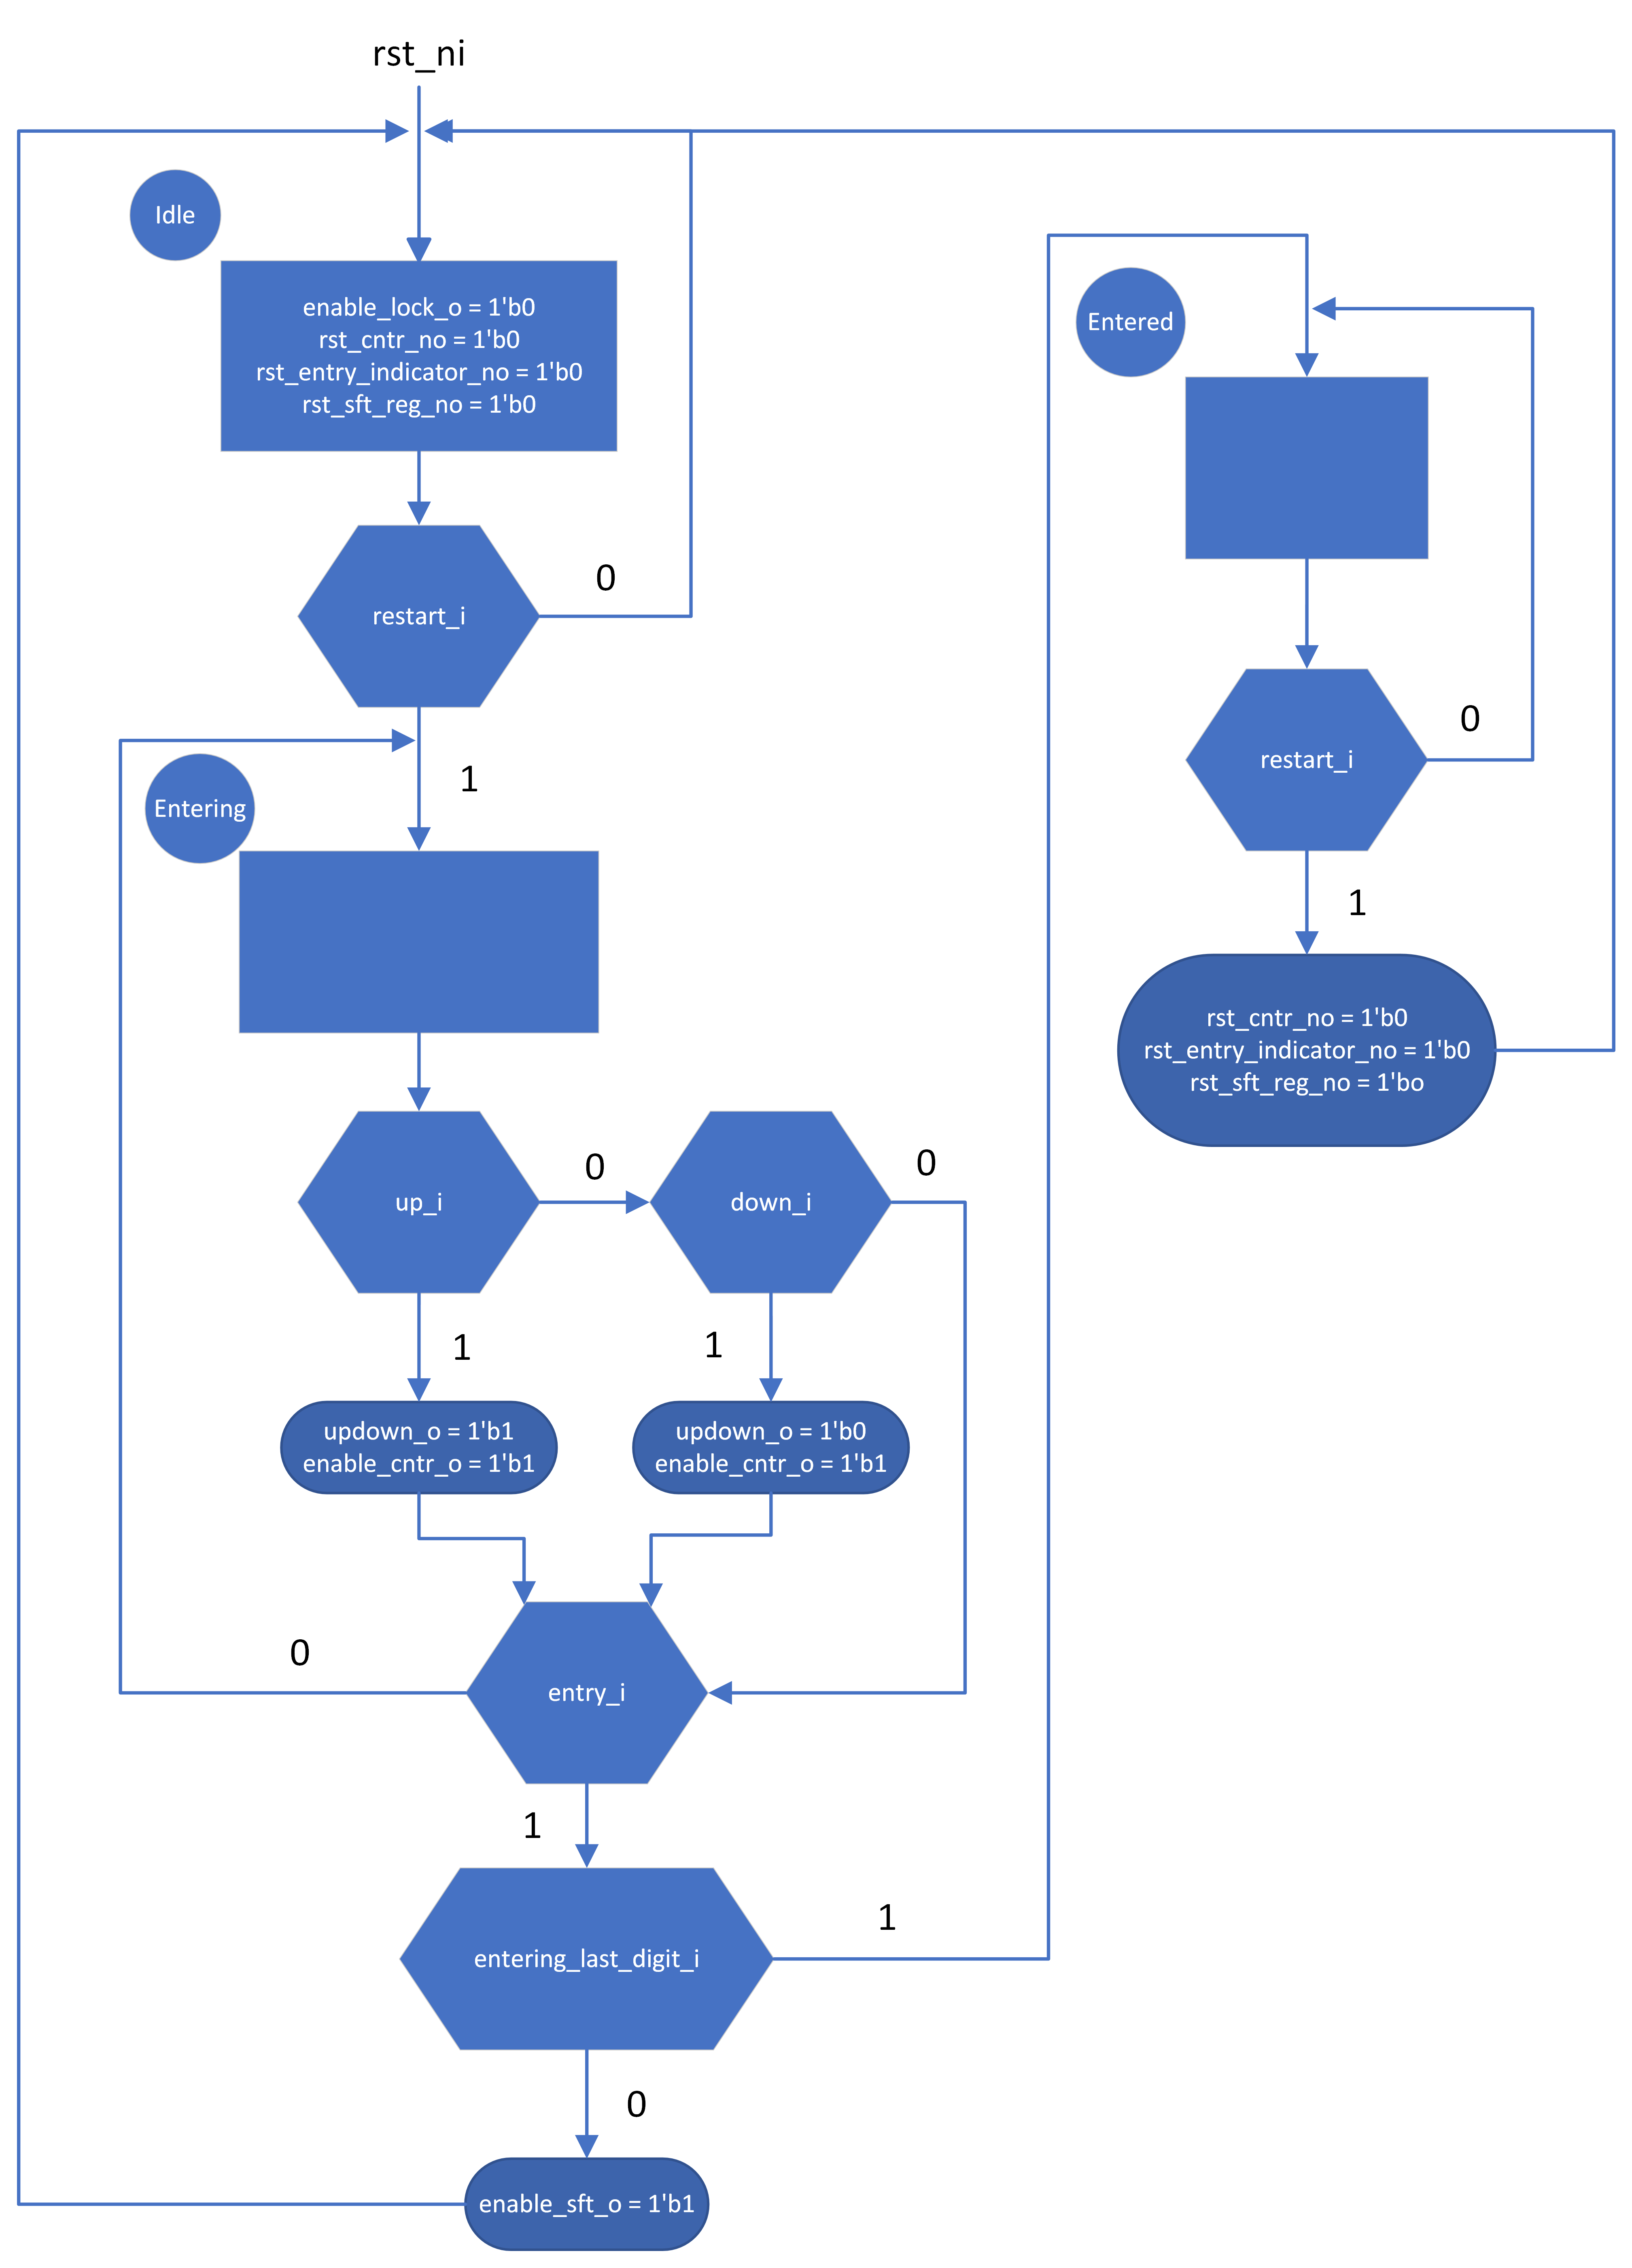 rst_ni
Idle
enable_lock_o = 1'b0
rst_cntr_no = 1'b0
rst_entry_indicator_no = 1'b0
rst_sft_reg_no = 1'b0
restart_i
0
1
Entering
up_i
0
down_i
0
1
1
updown_o = 1'b1
enable_cntr_o = 1'b1
updown_o = 1'b0
enable_cntr_o = 1'b1
entry_i
0
1
entering_last_digit_i
1
0
enable_sft_o = 1'b1
Entered
restart_i
0
1
rst_cntr_no = 1'b0
rst_entry_indicator_no = 1'b0
rst_sft_reg_no = 1'bo